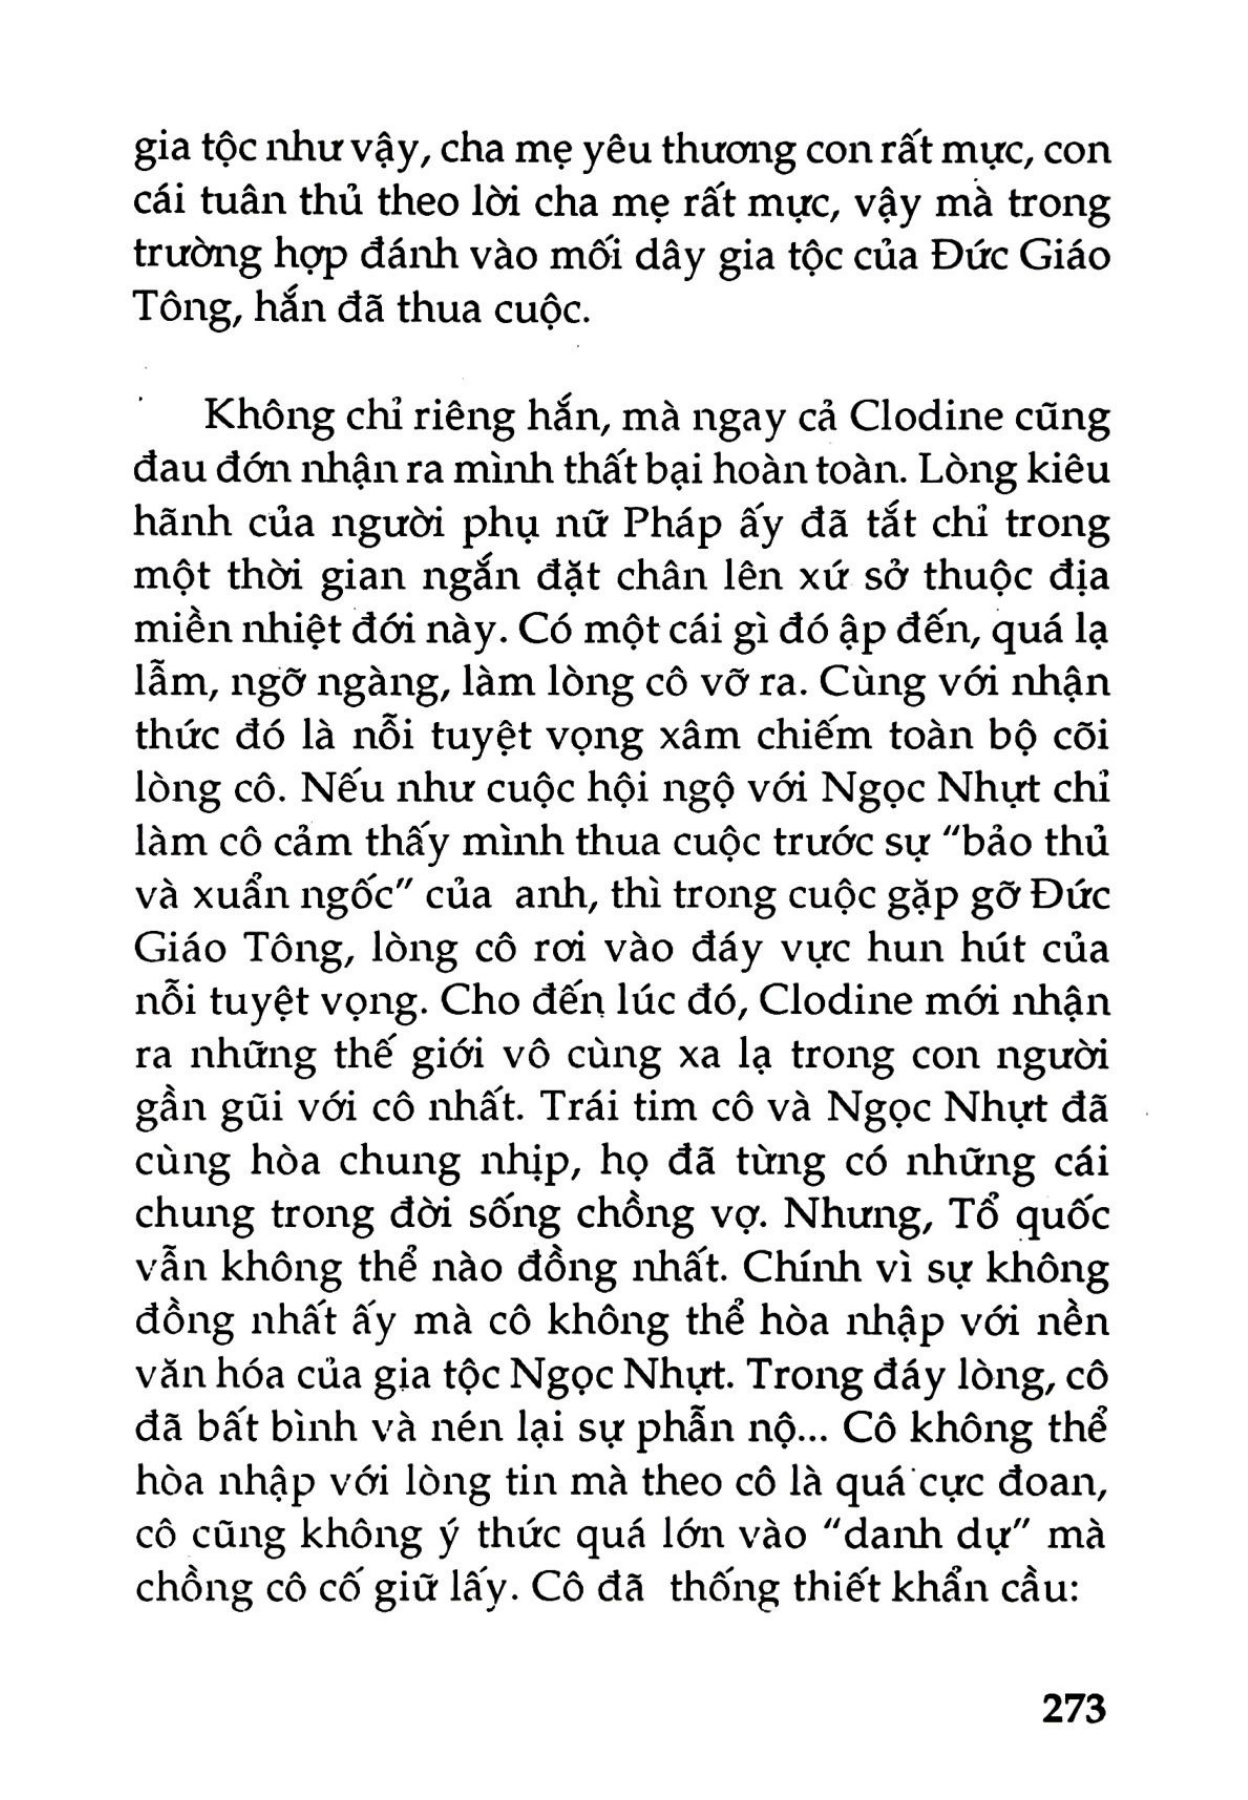 gia tộc như vậy, cha mẹ yêu thương con rất mực, con
cái tuân thủ theo lời cha mẹ rất mực, vậy mà trong
trường hợp đánh vào mối dây gia tộc của Đức Giáo
Tông, hắn đã thua cuộc.
Không chỉ riêng hắn, mà ngay cả Clodine cũng
đau đớn nhận ra mình thất bại hoàn toàn. Lòng kiêu
hãnh của người phụ nữ Pháp ấy đã tắt chỉ trong
một thời gian ngắn đặt chân lên xứ sở thuộc địa
miền nhiệt đới này. Có một cái gì đó ập đến, quá lạ
lẫm, ngỡ ngàng, làm lòng cô vỡ ra. Cùng với nhận
thức đó là nỗi tuyệt vọng xâm chiếm toàn bộ cõi
lòng cô. Nếu như cuộc hội ngộ với Ngọc Nhựt chỉ
làm cô cảm thấy mình thua cuộc trước sự "bảo thủ
và xuẩn ngốc" của anh, thì trong cuộc gặp gỡ Đức
Giáo Tông, lòng cô rơi vào đáy vực hun hút của
nỗi tuyệt vọng. Cho đến lúc đó, Clodine mới nhận
ra những thế giới vô cùng xa lạ trong con người
gần gũi với cô nhất. Trái tim cô và Ngọc Nhựt đã
cùng hòa chung nhịp, họ đã từng có những cái
chung trong đời sống chồng vợ. Nhưng, Tổ quốc
vẫn không thể nào đồng nhất. Chính vì sự không
đồng nhất ấy mà cô không thể hòa nhập với nền
văn hóa của gia tộc Ngọc Nhựt. Trong đáy lòng, cô
đã bất bình và nén lại sự phẫn nộ... Cô không thể
hòa nhập với lòng tin mà theo cô là quá cực đoan,
cô cũng không ý thức quá lớn vào "danh dự" mà
chồng cô cố giữ lấy. Cô đã thống thiết khẩn cầu:
273